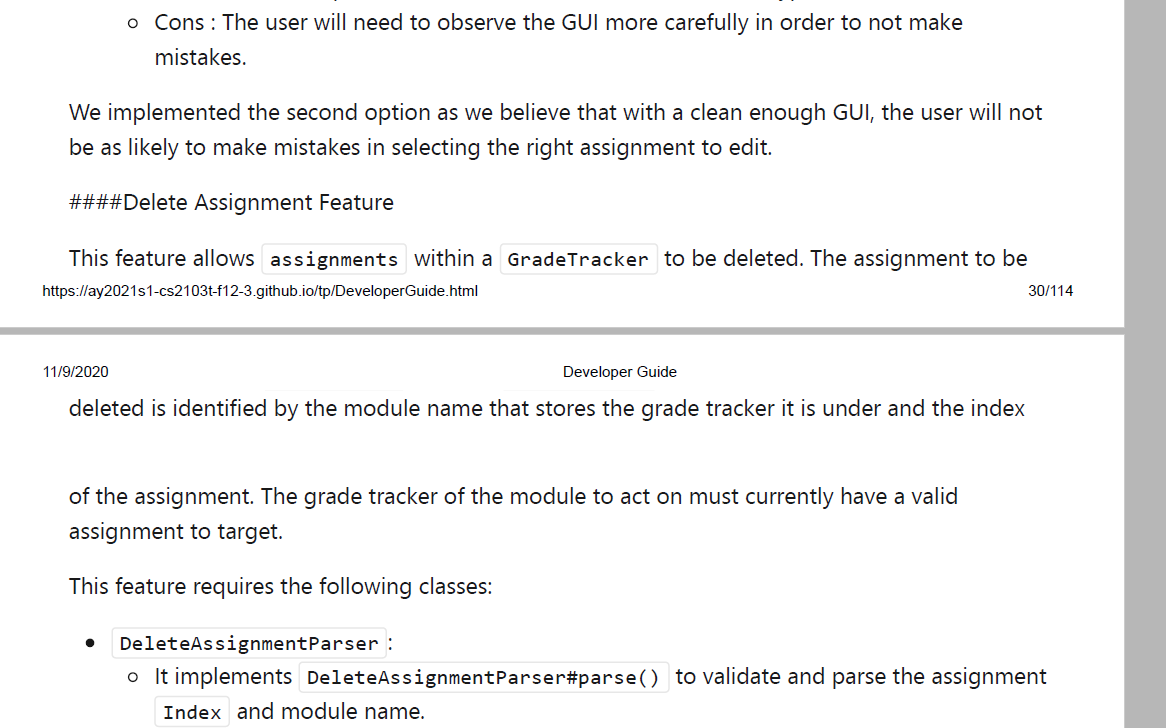 Cons : The user will need to observe the GUI more carefully in order to not make
mistakes.
We implemented the second option as we believe that with a clean enough GUI, the user will not
be as likely to make mistakes in selecting the right assignment to edit.
####Delete Assignment Feature
This feature allows assignments within a GradeTracker to be deleted. The assignment to be
https://ay2021s1-cs2103t-f12-3.github.io/tp/DeveloperGuide.html 30/114
11/9/2020 Developer Guide
deleted is identified by the module name that stores the grade tracker it is under and the index
of the assignment. The grade tracker of the module to act on must currently have a valid
assignment to target.
This feature requires the following classes:
DeleteAssignmentParser :
It implements DeleteAssignmentParser#parse() to validate and parse the assignment
Index and module name.